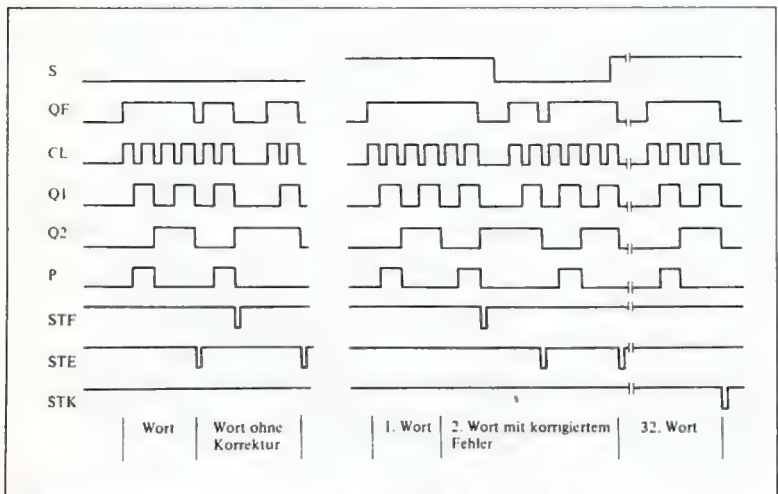 S
QF
CL
Q1
Q2
P
STF
STE
STK
Wort
Wort ohne
Korrektur
1. Wort
2. Wort mit korrigiertem
Fehler
32. Wort